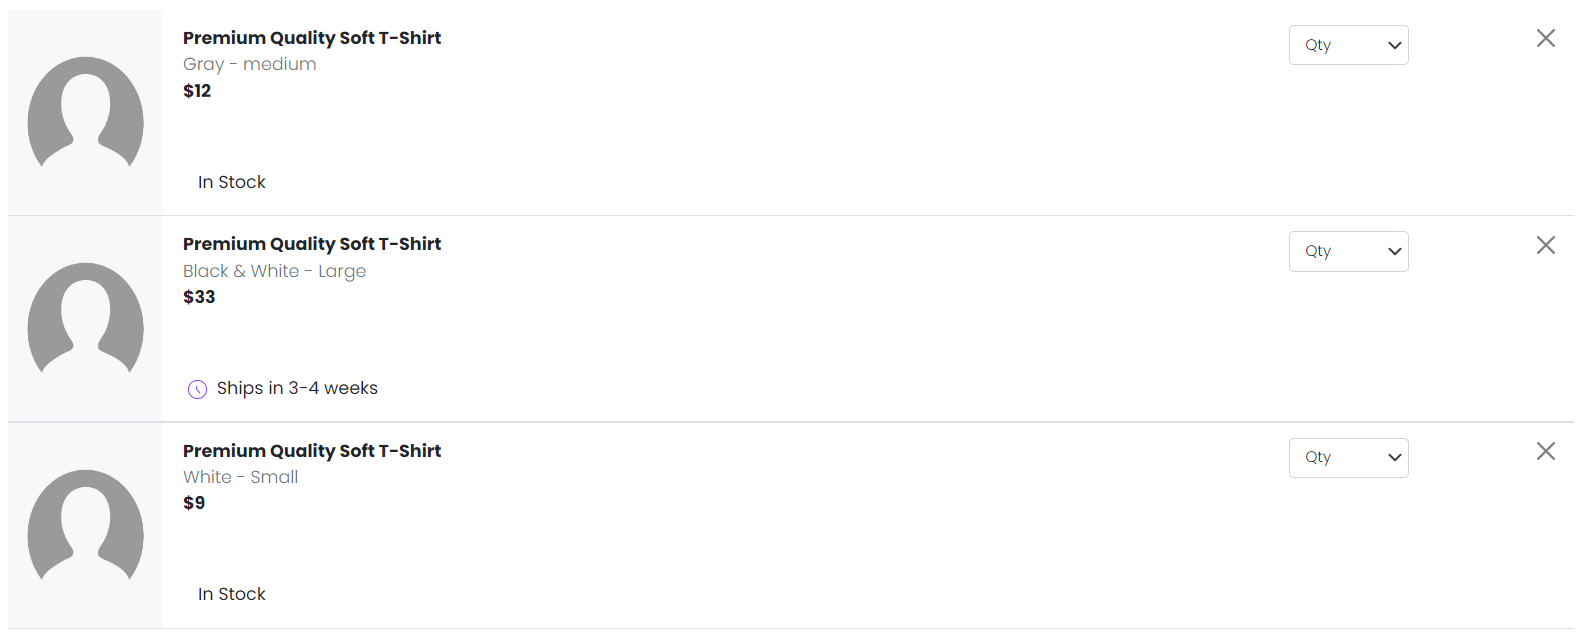 Premium Quality Soft T-Shirt
Qty
Gray - medium
$12
In Stock
Premium Quality Soft T-Shirt
Qty
Black & White - Large
$33
Ships in 3-4 weeks
Premium Quality Soft T-Shirt
Qty
White - Small
$9
In Stock